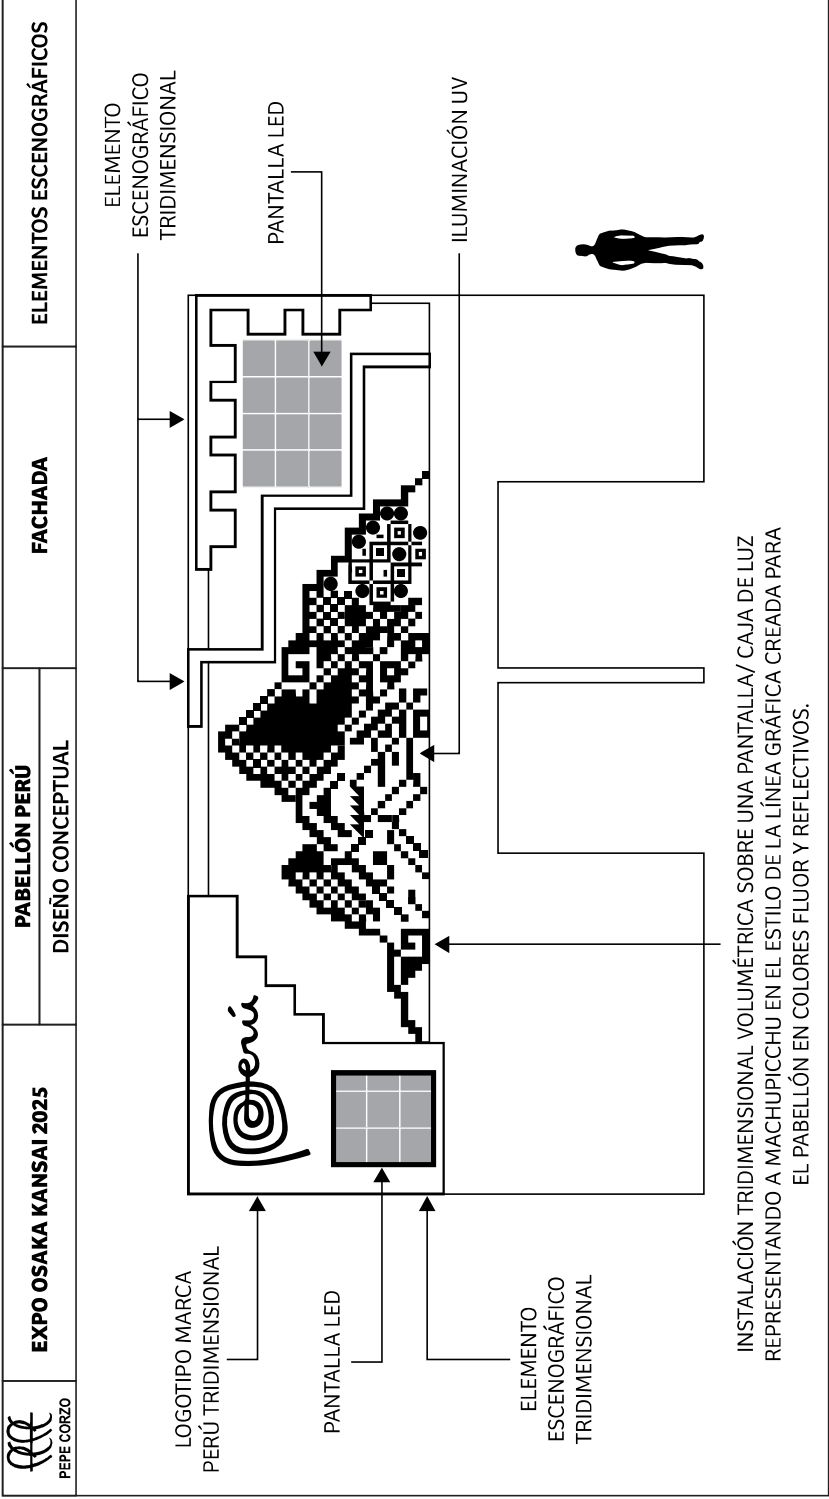 PEPE CORZO
EXPO OSAKA KANSAI 2025
PABELLÓN PERÚ
DISEÑO CONCEPTUAL
FACHADA
ELEMENTOS ESCENOGRÁFICOS
LOGOTIPO MARCA
PERÚ TRIDIMENSIONAL
PANTALLA LED
ELEMENTO
ESCENOGRÁFICO
TRIDIMENSIONAL
Perú
ELEMENTO
ESCENOGRÁFICO
TRIDIMENSIONAL
PANTALLA LED
ILUMINACIÓN UV
INSTALACIÓN TRIDIMENSIONAL VOLUMÉTRICA SOBRE UNA PANTALLA/ CAJA DE LUZ
REPRESENTANDO A MACHUPICCHU EN EL ESTILO DE LA LÍNEA GRÁFICA CREADA PARA
EL PABELLÓN EN COLORES FLUOR Y REFLECTIVOS.